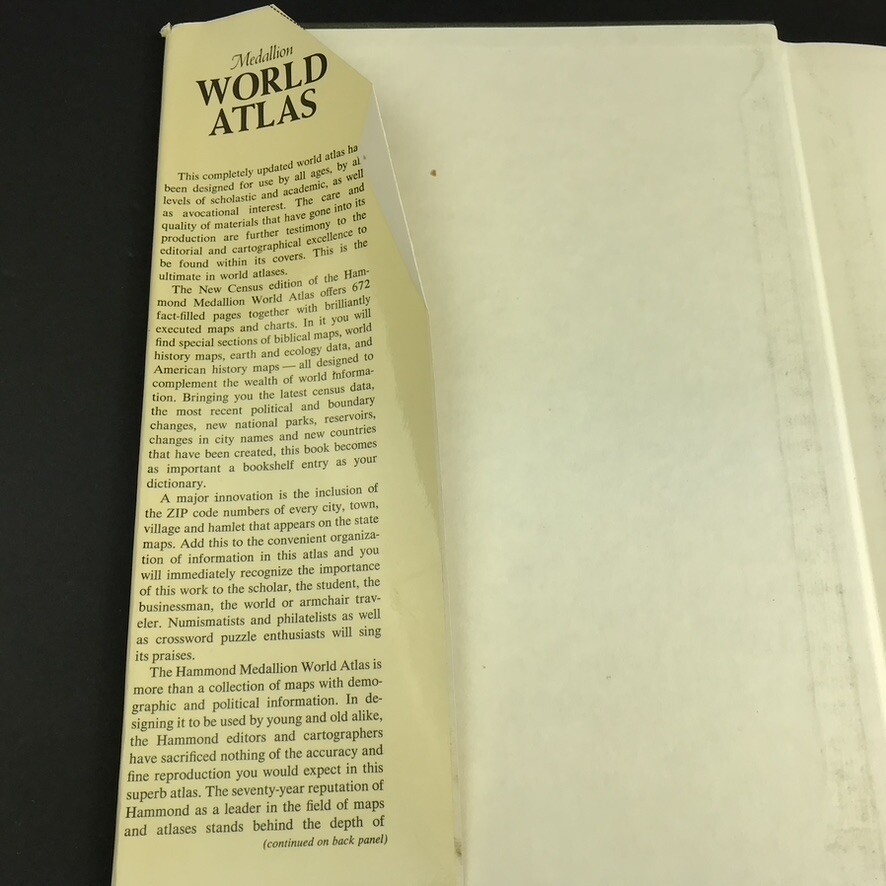 Medallion
WORLD
ATLAS
This completely updated world atlas ha
been designed for use by all ages, by al
levels of scholastic and academic, as well
as avocational interest. The care and
quality of materials that have gone into its
production are further testimony to the
editorial and cartographical excellence to
be found within its covers. This is the
ultimate in world atlases.
The New Census edition of the Ham-
mond Medallion World Atlas offers 672
fact-filled pages together with brilliantly
executed maps and charts. In it you will
find special sections of biblical maps, world
history maps, earth and ecology data, and
American history maps — all designed to
complement the wealth of world informa-
tion. Bringing you the latest census data,
the most recent political and boundary
changes, new national parks, reservoirs,
changes in city names and new countries
that have been created, this book becomes
as important a bookshelf entry as your
dictionary.
A major innovation is the inclusion of
the ZIP code numbers of every city, town,
village and hamlet that appears on the state
maps. Add this to the convenient organiza-
tion of information in this atlas and you
will immediately recognize the importance
of this work to the scholar, the student, the
businessman, the world or armchair trav-
eler. Numismatists and philatelists as well
as crossword puzzle enthusiasts will sing
its praises.
The Hammond Medallion World Atlas is
more than a collection of maps with demo-
graphic and political information. In de-
signing it to be used by young and old alike,
the Hammond editors and cartographers
have sacrificed nothing of the accuracy and
fine reproduction you would expect in this
superb atlas. The seventy-year reputation of
Hammond as a leader in the field of maps
and atlases stands behind the depth of
(continued on back panel)